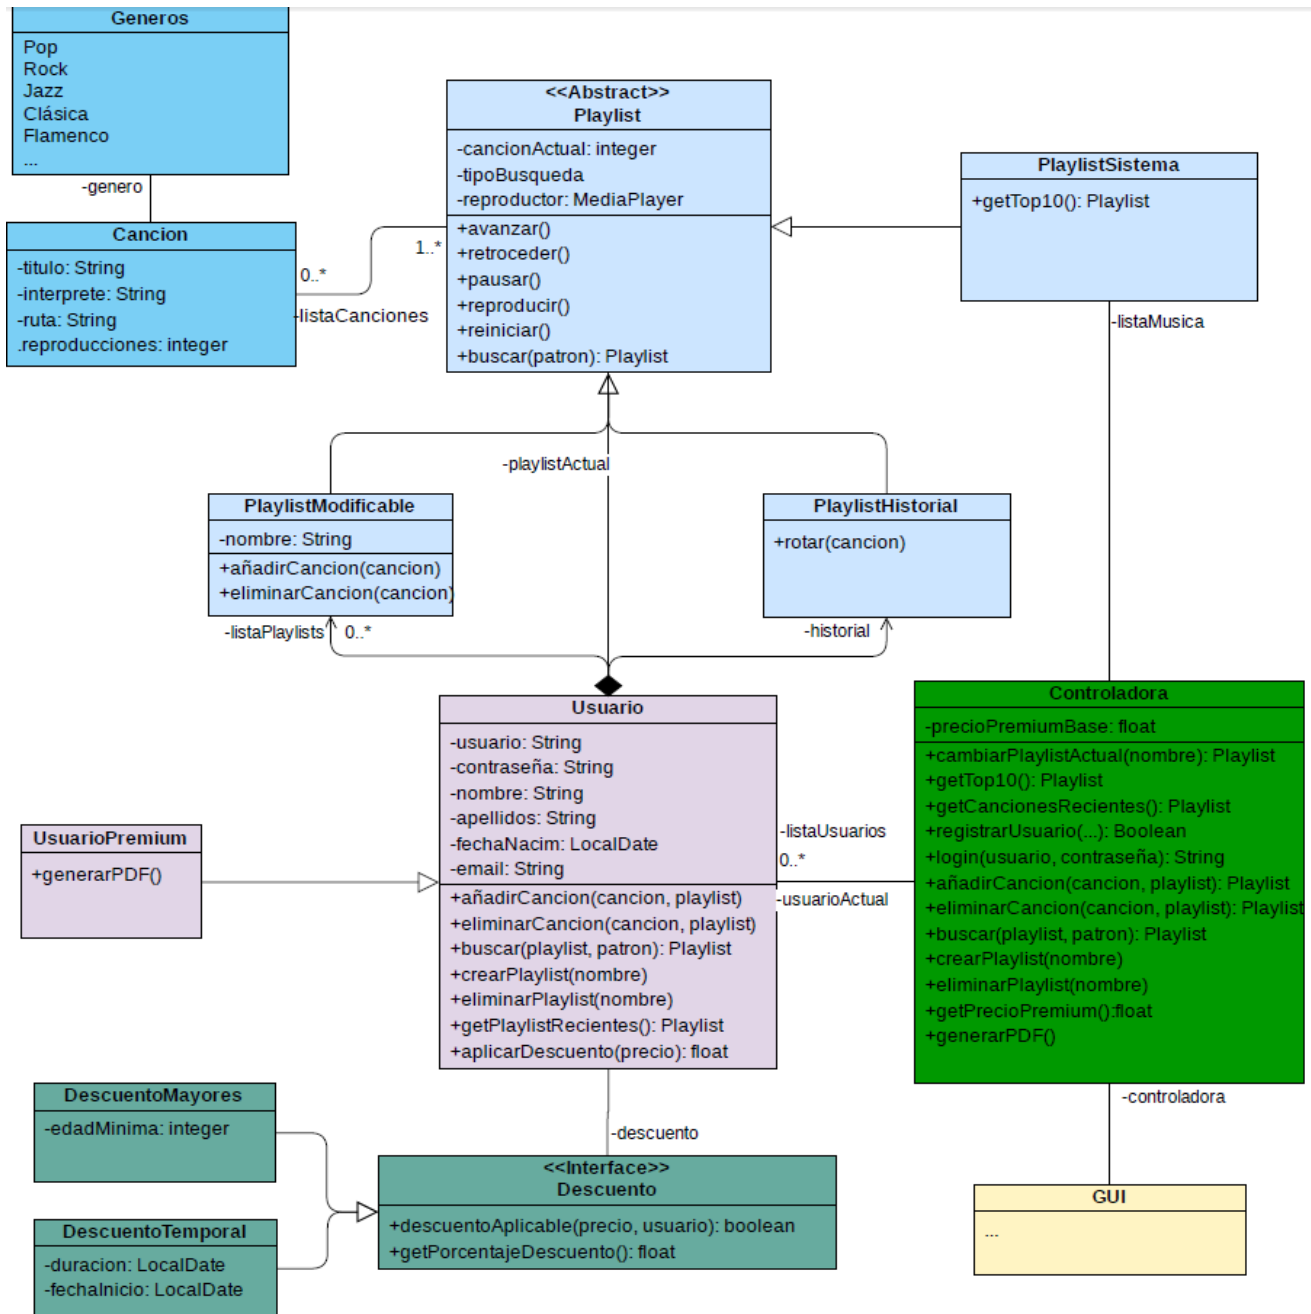 Generos
Pop
Rock
Jazz
Clásica
Flamenco
...
-genero
Cancion
-titulo: String
-interprete: String
-ruta: String
.reproducciones: integer
0..*
1..*
-listaCanciones
<<Abstract>>
Playlist
-cancionActual: integer
-tipoBusqueda
-reproductor: MediaPlayer
+avanzar()
+retroceder()
+pausar()
+reproducir()
+reiniciar()
+buscar(patron): Playlist
PlaylistSistema
+getTop10(): Playlist
-listaMusica
-playlistActual
PlaylistModificable
-nombre: String
+añadirCancion(cancion)
+eliminarCancion(cancion)
-listaPlaylists
0..*
PlaylistHistorial
+rotar(cancion)
-historial
Usuario
-usuario: String
-contraseña: String
-nombre: String
-apellidos: String
-fechaNacim: LocalDate
-email: String
+añadirCancion(cancion, playlist)
+eliminarCancion(cancion, playlist)
+buscar(playlist, patron): Playlist
+crearPlaylist(nombre)
+eliminarPlaylist(nombre)
+getPlaylistRecientes(): Playlist
+aplicarDescuento(precio): float
UsuarioPremium
+generarPDF()
-listaUsuarios
0..*
-usuarioActual
Controladora
-precioPremiumBase: float
+cambiarPlaylistActual(nombre): Playlist
+getTop10(): Playlist
+getCancionesRecientes(): Playlist
+registrarUsuario(...): Boolean
+login(usuario, contraseña): String
+añadirCancion(cancion, playlist): Playlist
+eliminarCancion(cancion, playlist): Playlist
+buscar(playlist, patron): Playlist
+crearPlaylist(nombre)
+eliminarPlaylist(nombre)
+getPrecioPremium():float
+generarPDF()
-controladora
GUI
...
-descuento
<<Interface>>
Descuento
+descuentoAplicable(precio, usuario): boolean
+getPorcentajeDescuento(): float
DescuentoMayores
-edadMinima: integer
DescuentoTemporal
-duracion: LocalDate
-fechaInicio: LocalDate